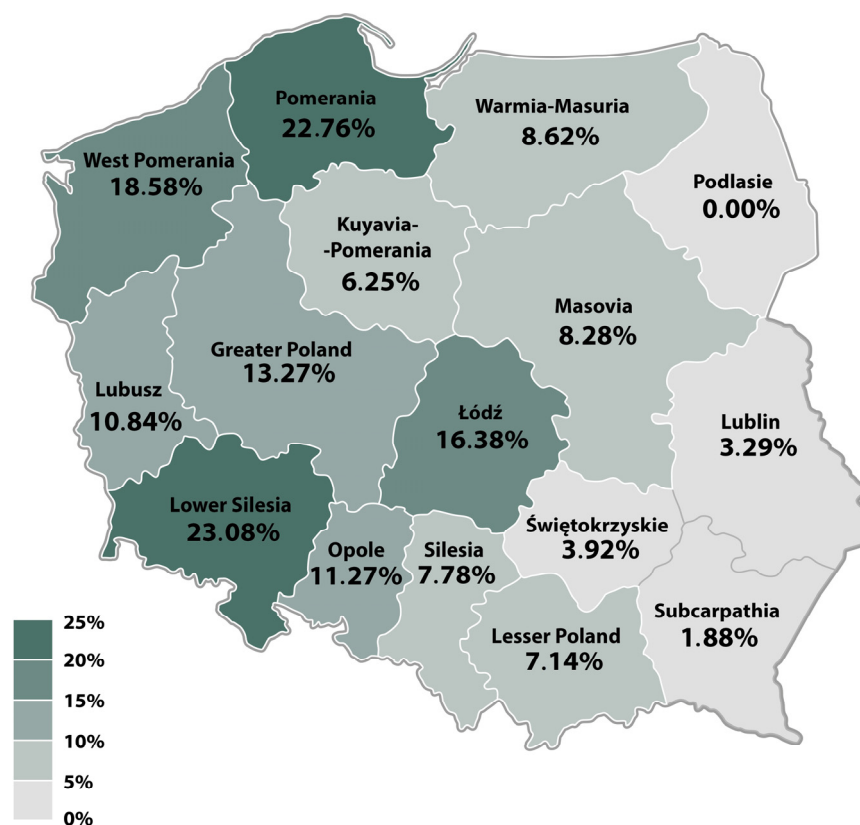 Pomerania
22.76%
Warmia-Masuria
8.62%
West Pomerania
18.58%
Podlasie
0.00%
Kuyavia-
-Pomerania
6.25%
Masovia
8.28%
Greater Poland
13.27%
Lubusz
10.84%
Łódź
16.38%
Lublin
3.29%
Lower Silesia
23.08%
Świętokrzyskie
3.92%
Opole
11.27%
Silesia
7.78%
Subcarpathia
1.88%
Lesser Poland
7.14%
25%
20%
15%
10%
5%
0%